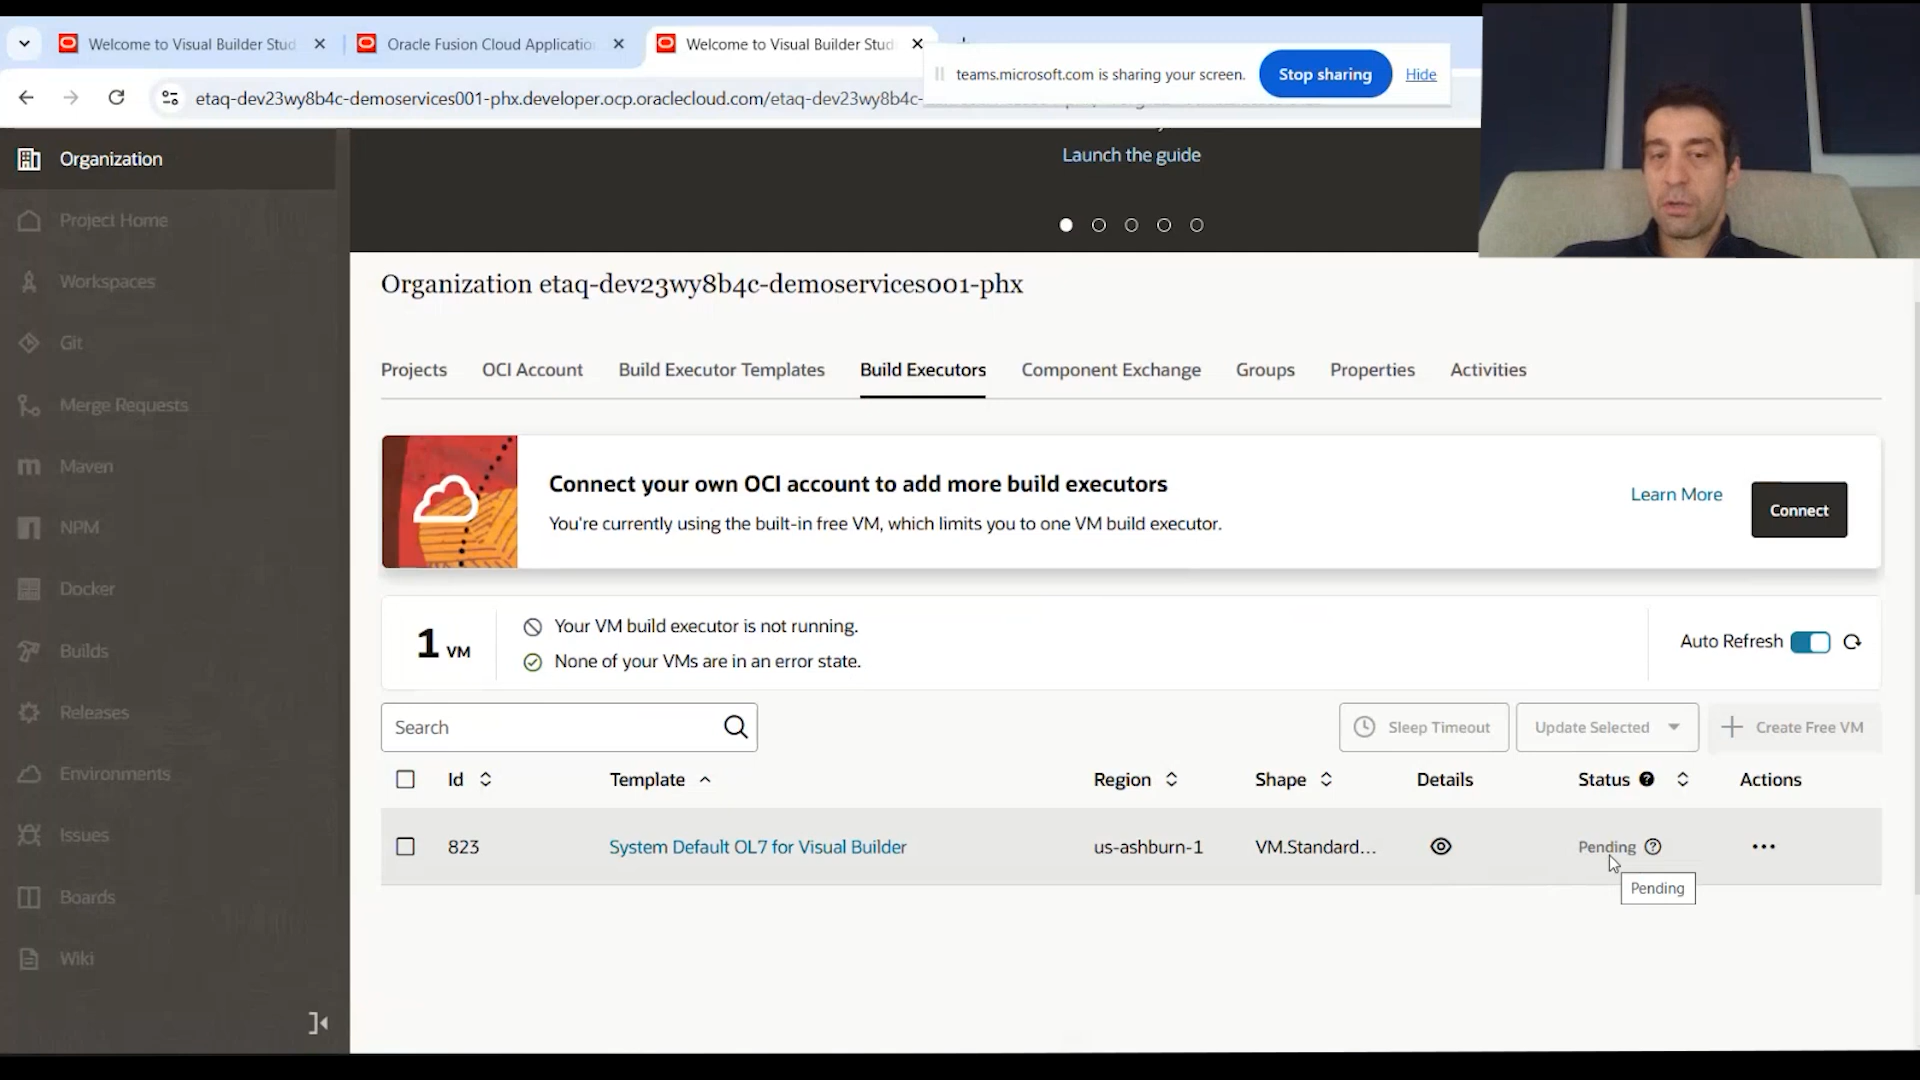 Welcome to Visual Builder Stud
Oracle Fusion Cloud Applicatio
Welcome to Visual Builder Stud
teams.microsoft.com is sharing your screen.
Stop sharing
Hide
etaq-dev23wy8b4c-demoservices001-phx.developer.ocp.oraclecloud.com/etaq-dev23wy8b4c-
Organization
Project Home
Workspaces
Git
Merge Requests
Maven
NPM
Docker
Builds
Releases
Environments
Issues
Boards
Wiki
Launch the guide
Organization etaq-dev23wy8b4c-demoservices001-phx
Projects
OCI Account
Build Executor Templates
Build Executors
Component Exchange
Groups
Properties
Activities
Connect your own OCI account to add more build executors
You're currently using the built-in free VM, which limits you to one VM build executor.
Learn More
Connect
1 VM
Your VM build executor is not running.
None of your VMs are in an error state.
Auto Refresh
Search
Sleep Timeout
Update Selected
Create Free VM
Id
Template
Region
Shape
Details
Status
Actions
823
System Default OL7 for Visual Builder
us-ashburn-1
VM.Standard...
Pending
Pending